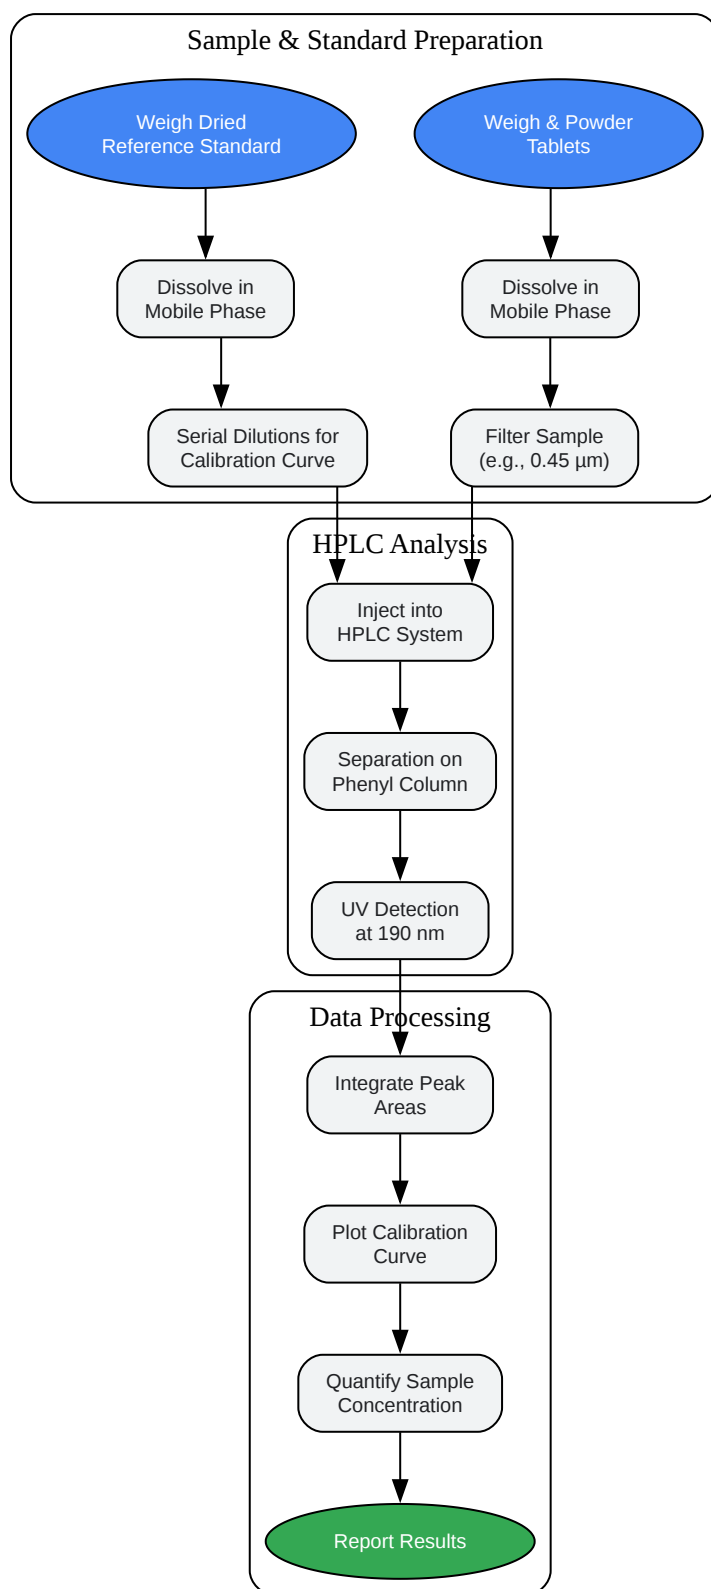 Sample & Standard Preparation
Weigh Dried
Reference Standard
Weigh & Powder
Tablets
Dissolve in
Mobile Phase
Dissolve in
Mobile Phase
Serial Dilutions for
Calibration Curve
Filter Sample
(e.g., 0.45 µm)
HPLC Analysis
Inject into
HPLC System
Separation on
Phenyl Column
UV Detection
at 190 nm
Data Processing
Integrate Peak
Areas
Plot Calibration
Curve
Quantify Sample
Concentration
Report Results